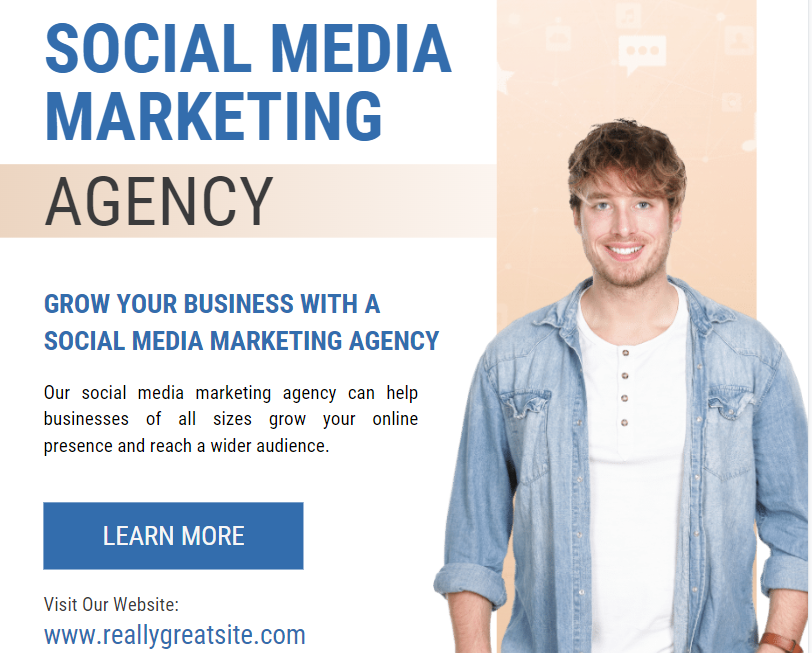 SOCIAL MEDIA
MARKETING
AGENCY
GROW YOUR BUSINESS WITH A
SOCIAL MEDIA MARKETING AGENCY
Our social media marketing agency can help
businesses of all sizes grow your online
presence and reach a wider audience.
LEARN MORE
Visit Our Website:
www.reallygreatsite.com